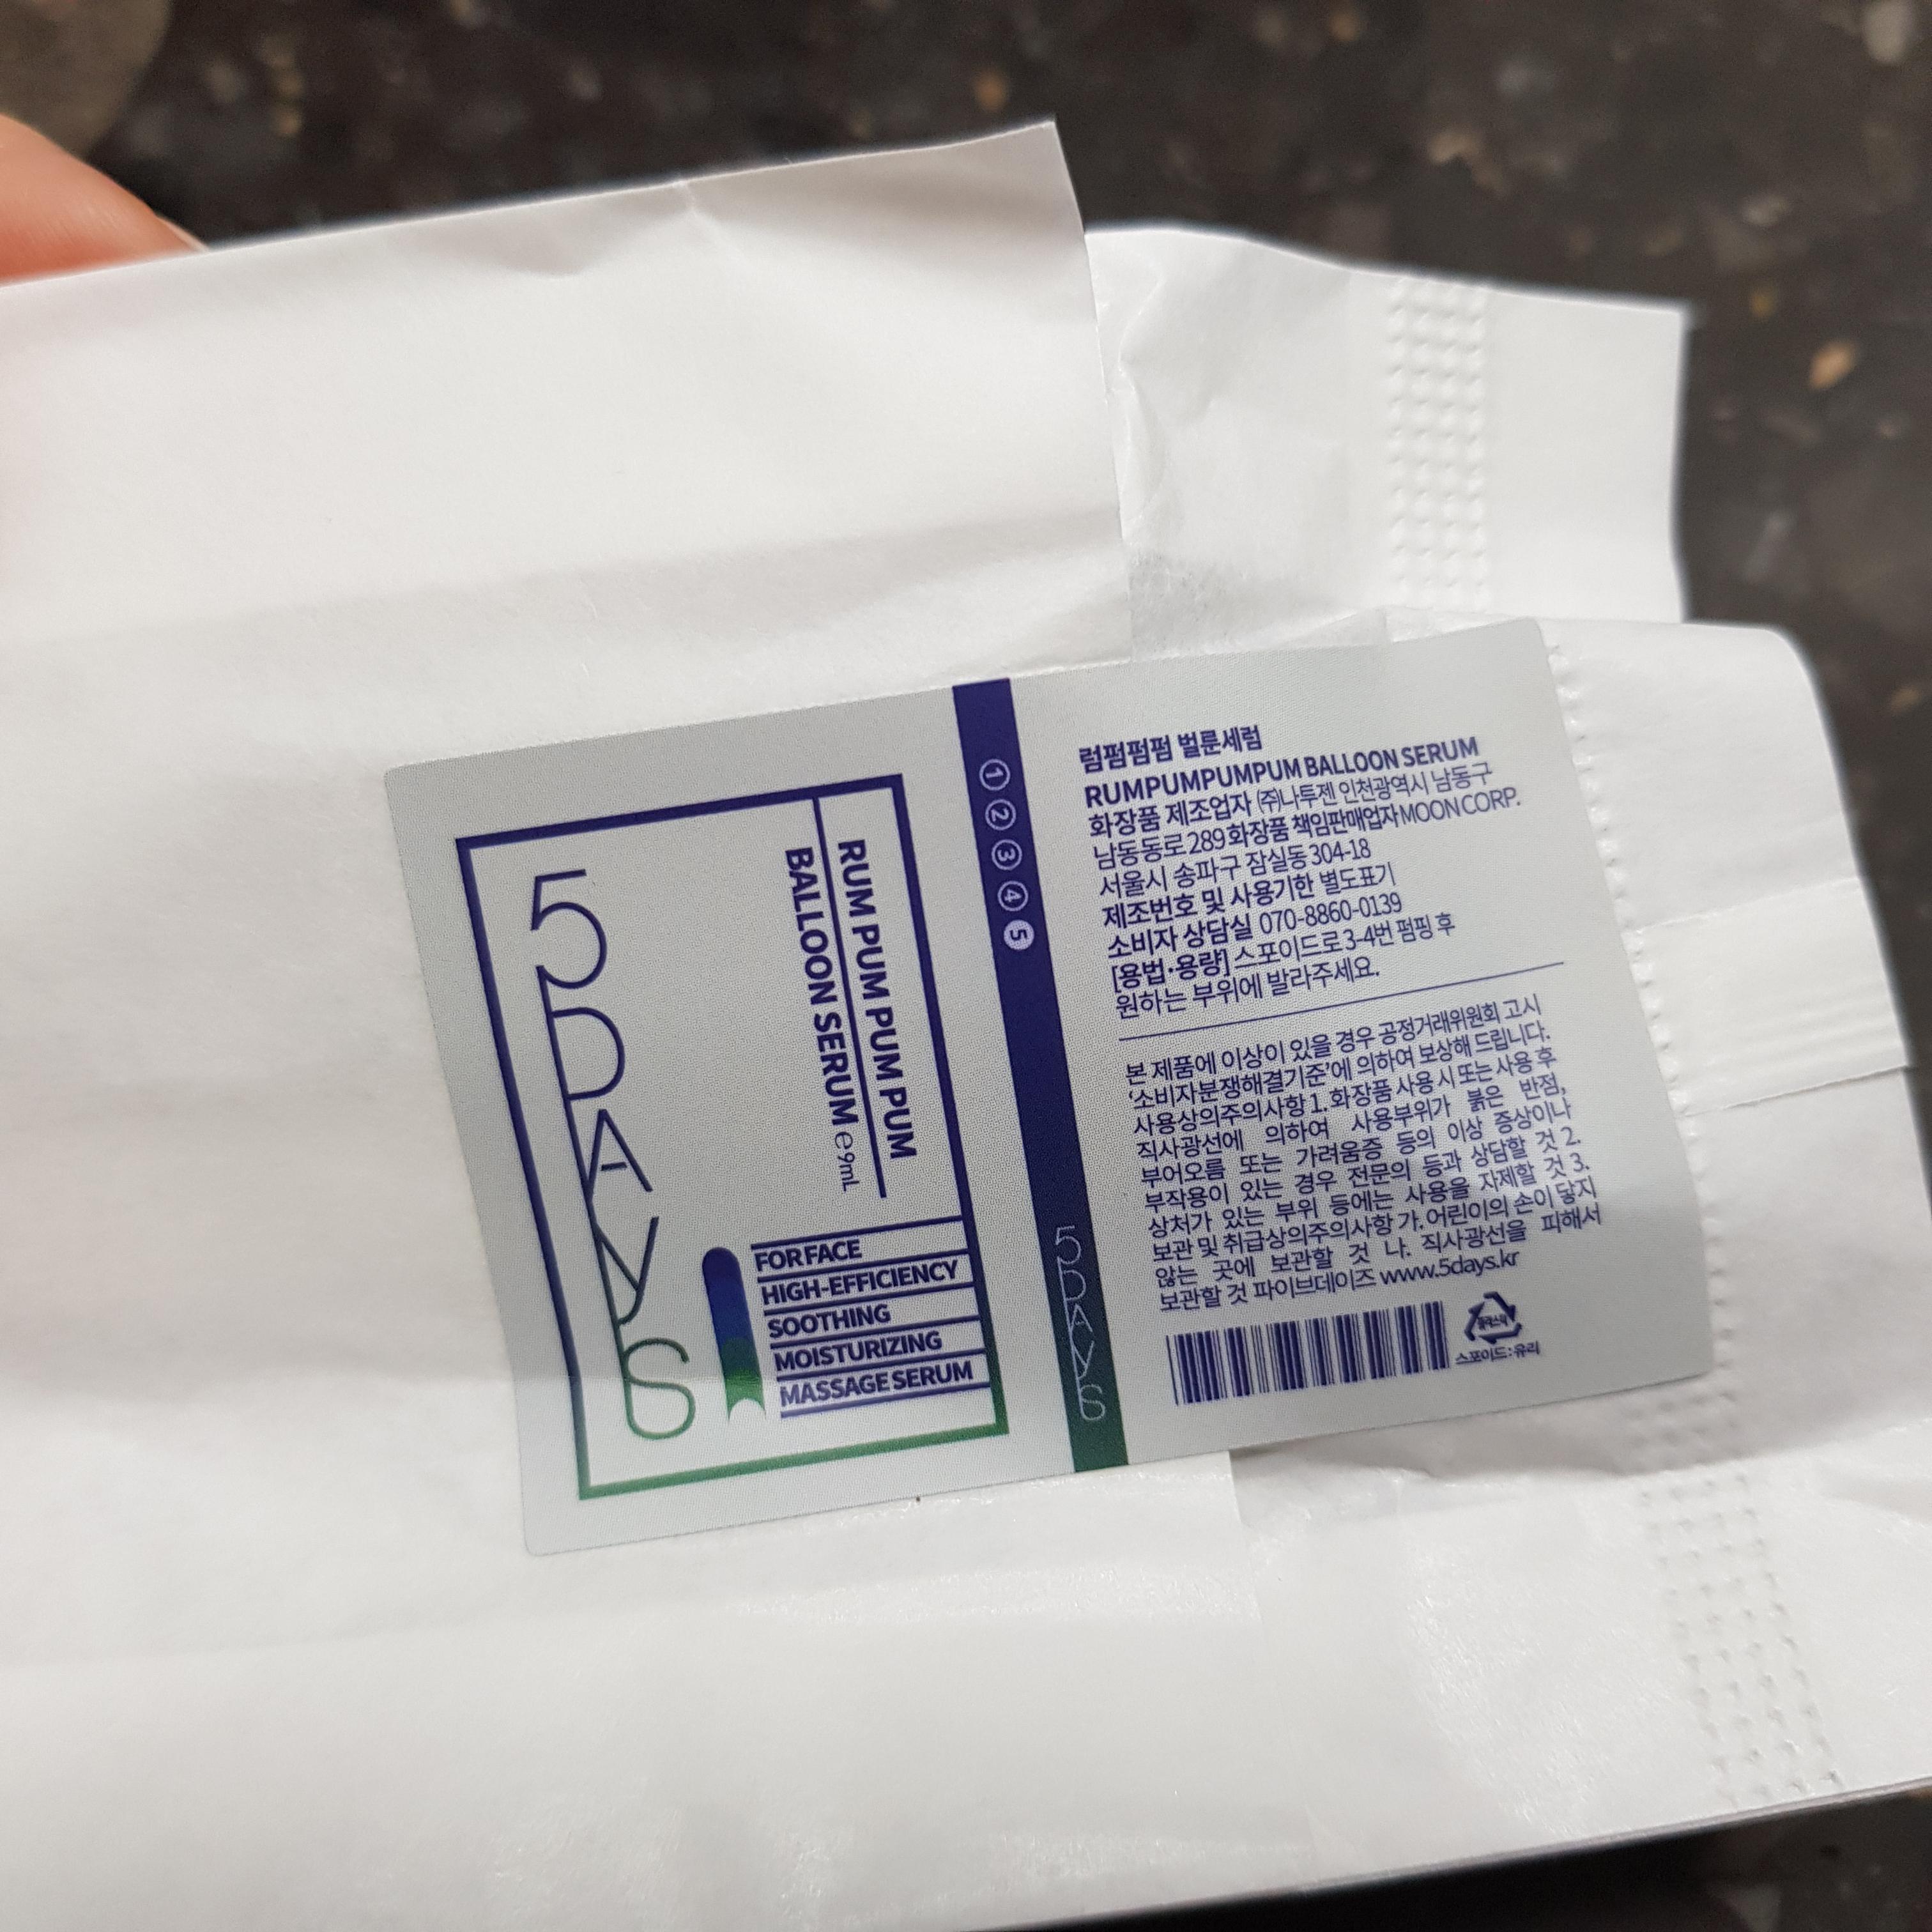 5DAYS
RUM PUM PUM PUM
BALLOON SERUM e 9mL
FOR FACE
HIGH-EFFICIENCY
SOOTHING
MOISTURIZING
MASSAGE SERUM
1 2 3 4 5
5DAYS
럼펌펌펌 벌룬세럼
RUMPUMPUMPUM BALLOON SERUM
화장품 제조업자 ㈜나투젠 인천광역시 남동구
남동동로 289 화장품 책임판매업자 MOON CORP.
서울시 송파구 잠실동 304-18
제조번호 및 사용기한 별도표기
소비자 상담실 070-8860-0139
[용법·용량] 스포이드로 3-4번 펌핑 후
원하는 부위에 발라주세요.
본 제품에 이상이 있을 경우 공정거래위원회 고시
'소비자분쟁해결기준'에 의하여 보상해 드립니다.
사용상의주의사항 1. 화장품 사용 시 또는 사용 후
직사광선에 의하여 사용부위가 붉은 반점,
부어오름 또는 가려움증 등의 이상 증상이나
부작용이 있는 경우 전문의 등과 상담할 것 2.
상처가 있는 부위 등에는 사용을 자제할 것 3.
보관 및 취급상의주의사항 가. 어린이의 손이 닿지
않는 곳에 보관할 것 나. 직사광선을 피해서
보관할 것 파이브데이즈 www.5days.kr
플라스틱
스포이드 : 유리